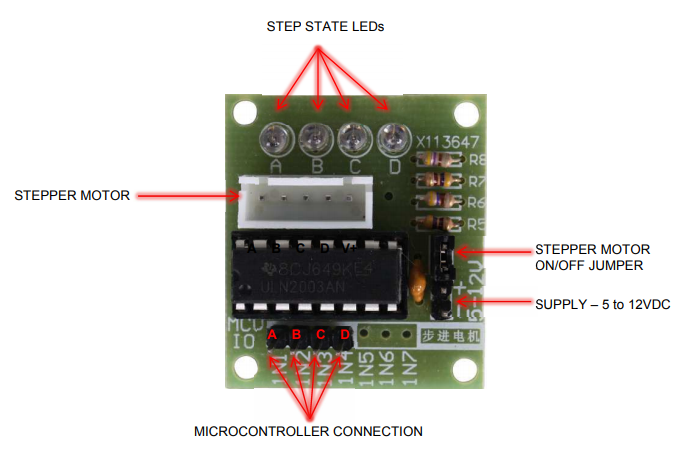 STEP STATE LEDs
A B C D
X113647
R8
R7
R6
R5
STEPPER MOTOR
A B C D V+
8CJ649KE4
ULN2003AN
STEPPER MOTOR
ON/OFF JUMPER
SUPPLY – 5 to 12VDC
- +
5-12V
A B C D
MCU
IO
1N1 1N2 1N3 1N4 1N5 1N6 1N7
步进电机
MICROCONTROLLER CONNECTION